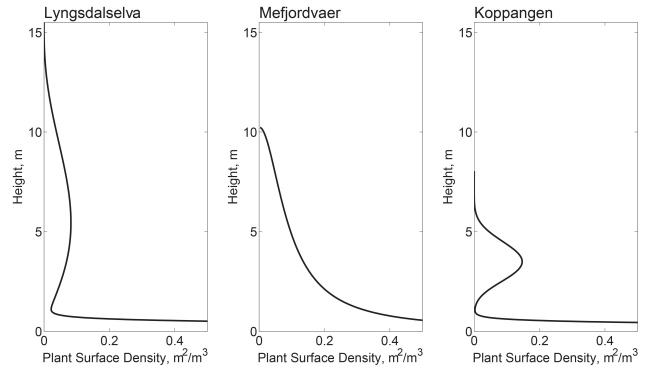 Lyngsdalselva
15
10
5
0
Height, m
0 0.2 0.4
Plant Surface Density, m²/m³
Mefjordvaer
15
10
5
0
Height, m
0 0.2 0.4
Plant Surface Density, m²/m³
Koppangen
15
10
5
0
Height, m
0 0.2 0.4
Plant Surface Density, m²/m³